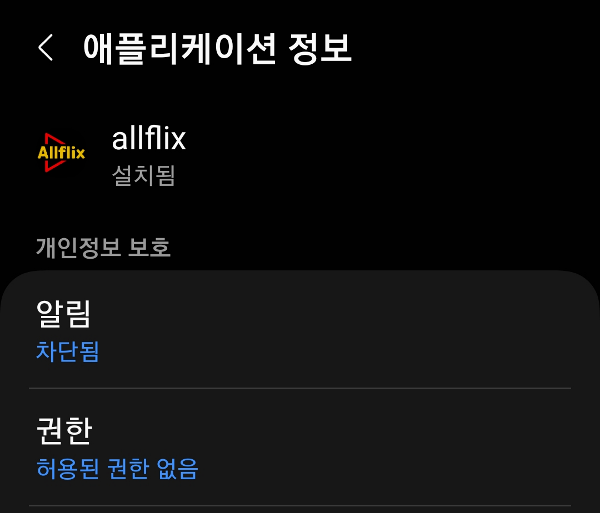 애플리케이션 정보
Allflix
allflix
설치됨
개인정보 보호
알림
차단됨
권한
허용된 권한 없음